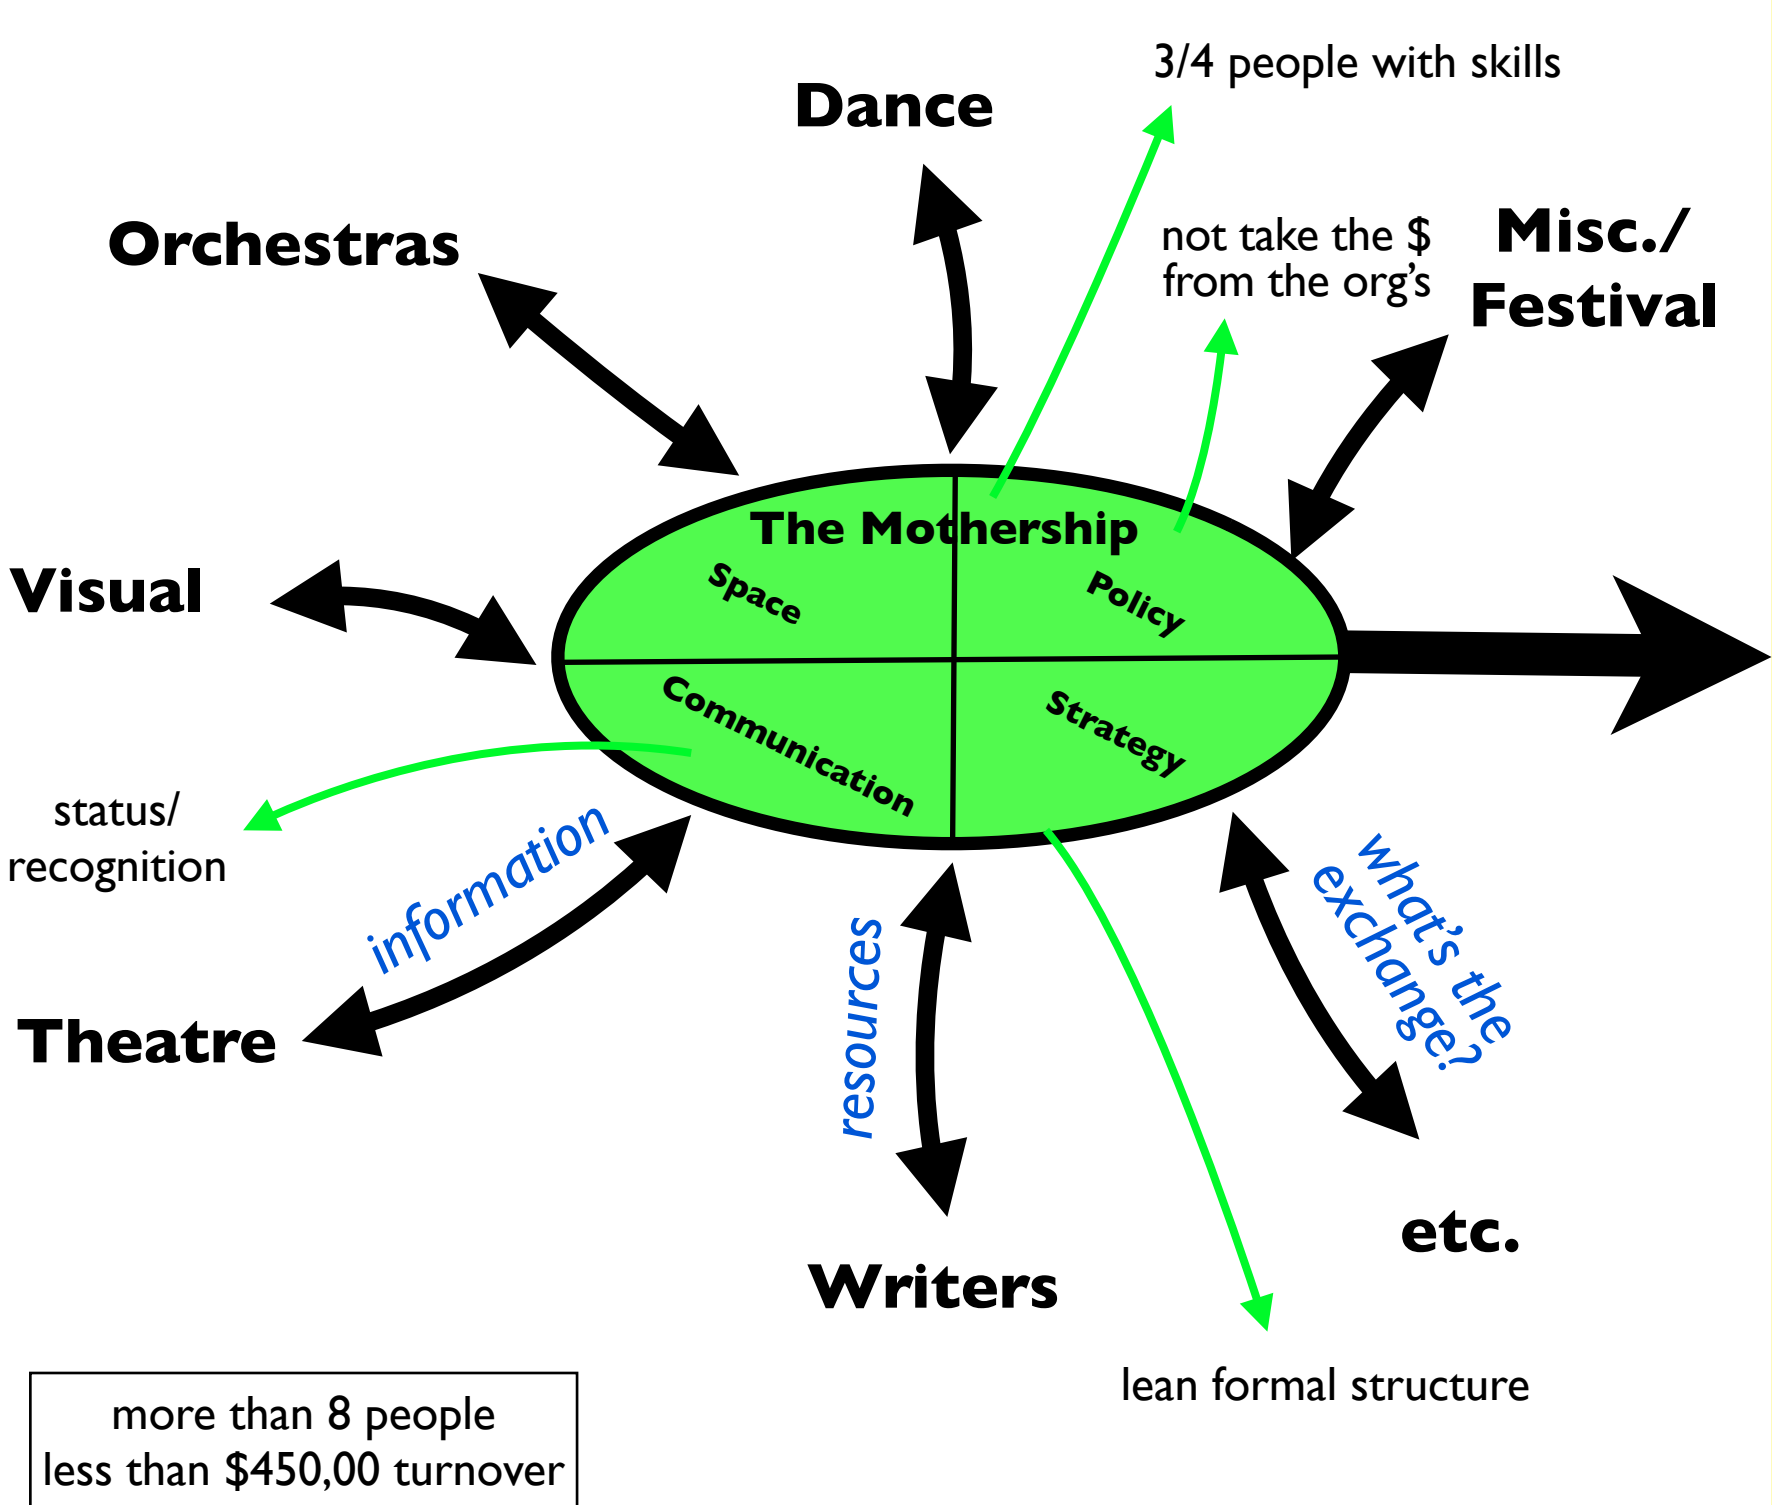 3/4 people with skills
Dance
Orchestras
not take the $
from the org's
Misc./
Festival
The Mothership
Space
Policy
Visual
Communication
Strategy
status/
recognition
information
Theatre
resources
what's the
exchange?
etc.
Writers
lean formal structure
more than 8 people
less than $450,00 turnover